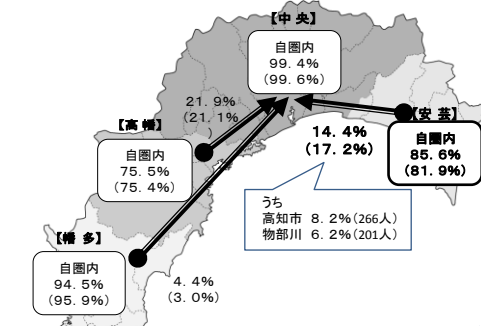 【中 央】
自圏内
99.4%
(99.6%)
21.9%
(21.1%
)
【高 幡】
自圏内
75.5%
(75.4%)
【安 芸】
自圏内
85.6%
(81.9%)
14.4%
(17.2%)
うち
高知市 8.2%(266人)
物部川 6.2%(201人)
【幡 多】
自圏内
94.5%
(95.9%)
4.4%
(3.0%)